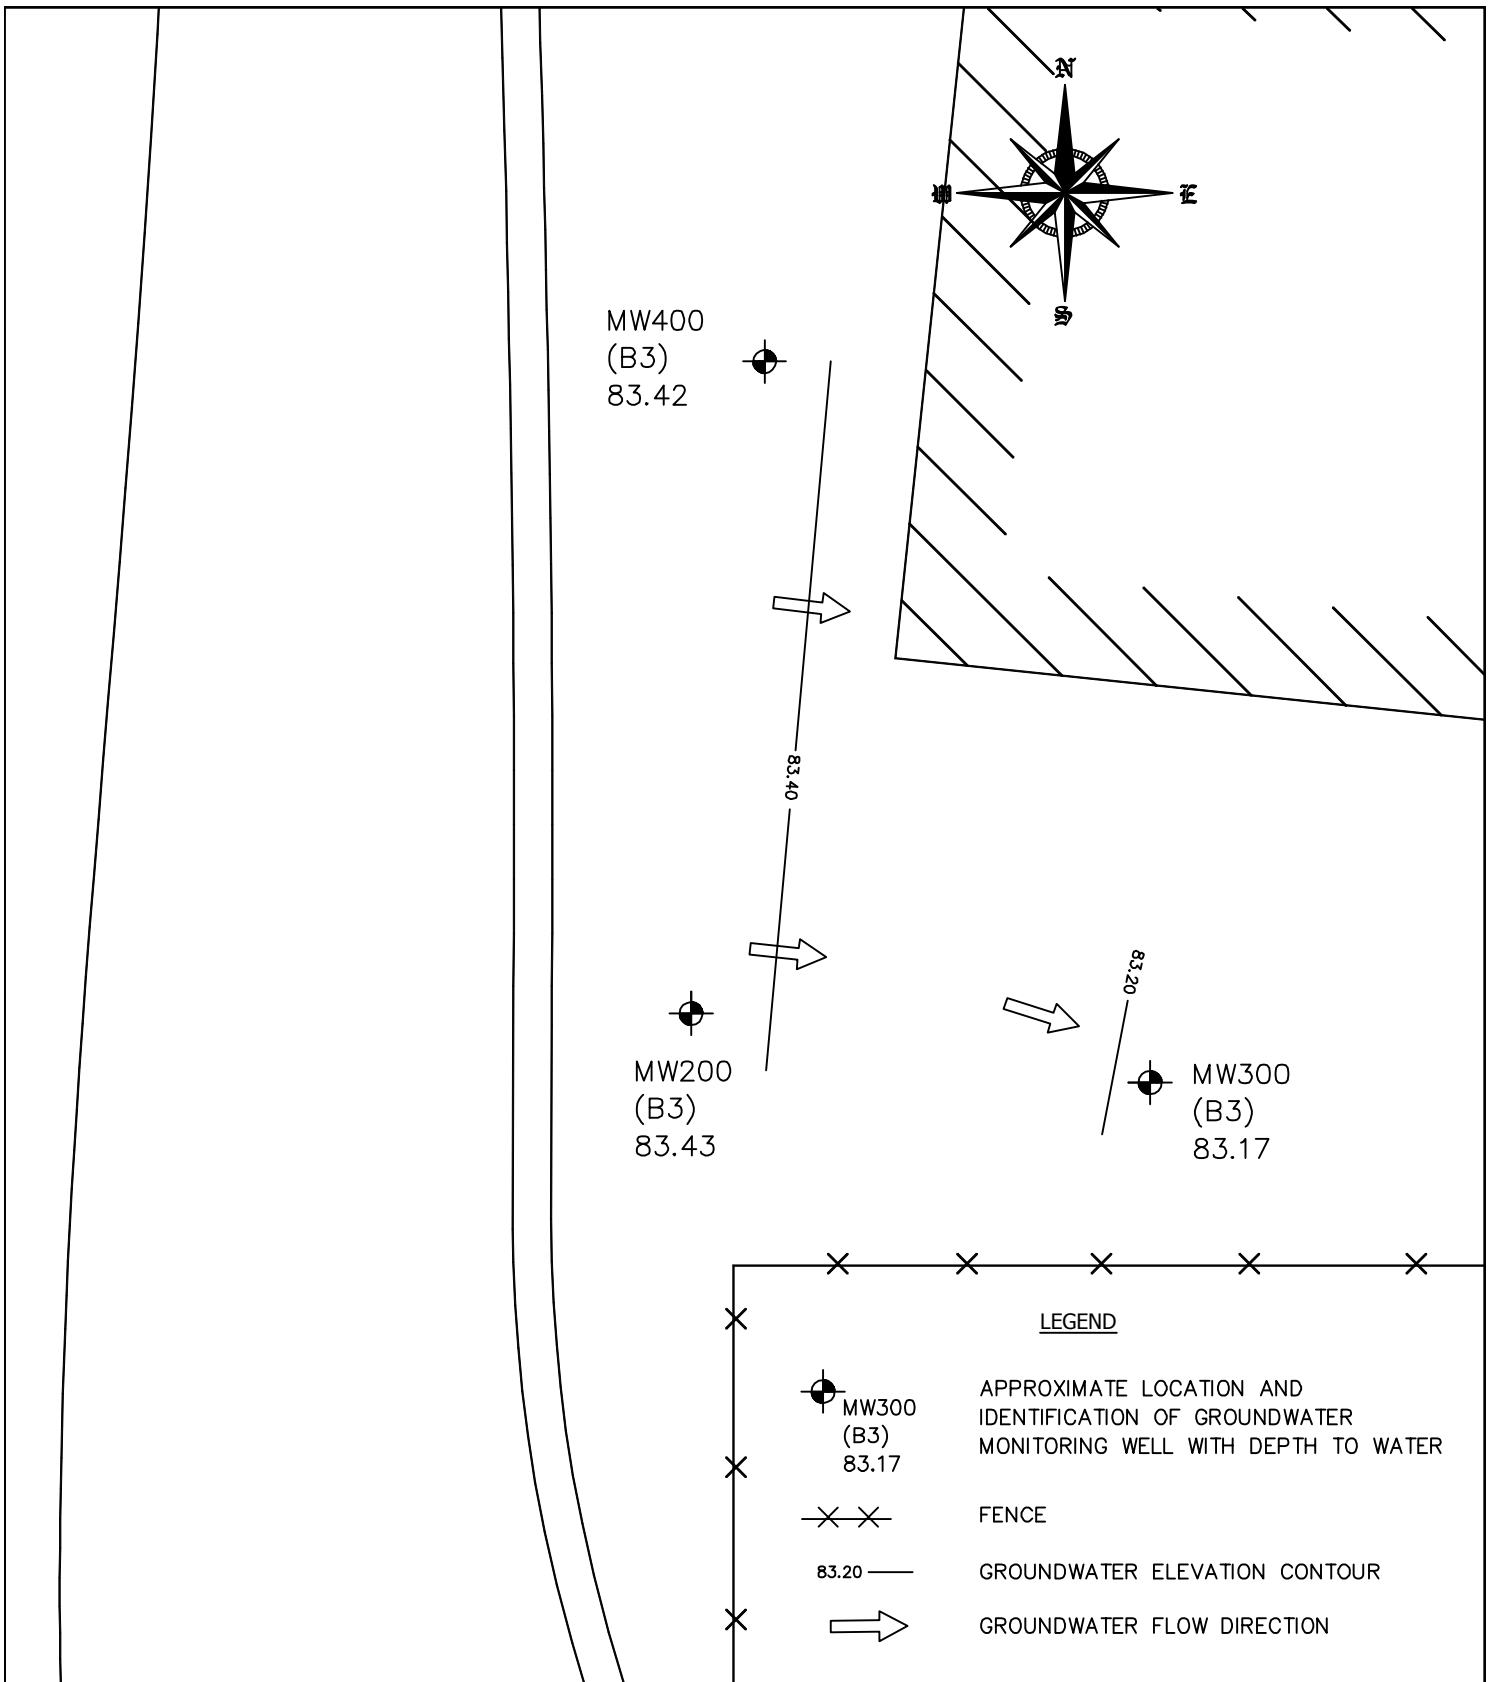 N
W
E
S
MW400
(B3)
83.42
83.40
83.20
MW200
(B3)
83.43
MW300
(B3)
83.17
LEGEND
MW300
(B3)
83.17
APPROXIMATE LOCATION AND
IDENTIFICATION OF GROUNDWATER
MONITORING WELL WITH DEPTH TO WATER
FENCE
83.20
GROUNDWATER ELEVATION CONTOUR
GROUNDWATER FLOW DIRECTION